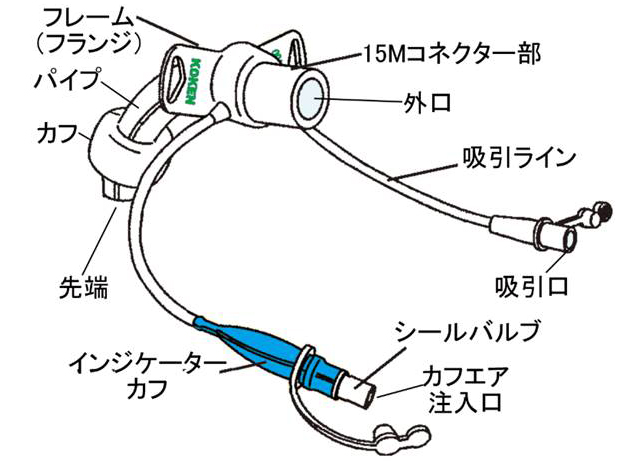 フレーム
（フランジ）
パイプ
カフ
先端
KOKEN
15Mコネクター部
外口
吸引ライン
吸引口
シールバルブ
インジケーター
カフ
カフエア
注入口